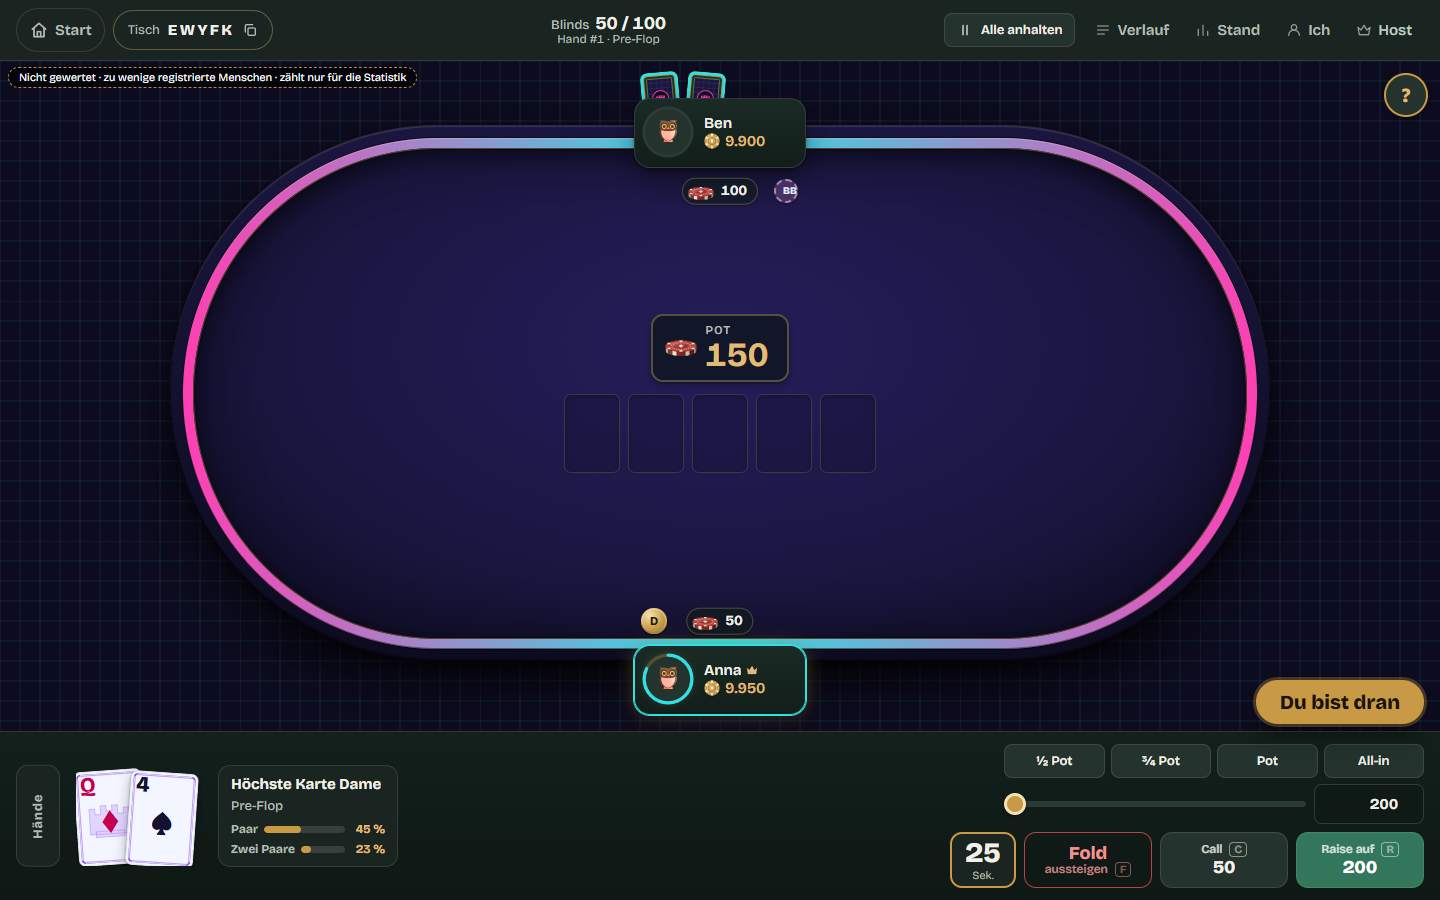 Start
Tisch EWYFK
Blinds 50 / 100
Hand #1 · Pre-Flop
Alle anhalten
Verlauf
Stand
Ich
Host
Nicht gewertet · zu wenige registrierte Menschen · zählt nur für die Statistik
?
Ben
9.900
100
BB
POT
150
D
50
Anna
9.950
Du bist dran
Hände
Q
4
Höchste Karte Dame
Pre-Flop
Paar 45 %
Zwei Paare 23 %
½ Pot
¾ Pot
Pot
All-in
200
25
Sek.
Fold
aussteigen F
Call C
50
Raise auf R
200